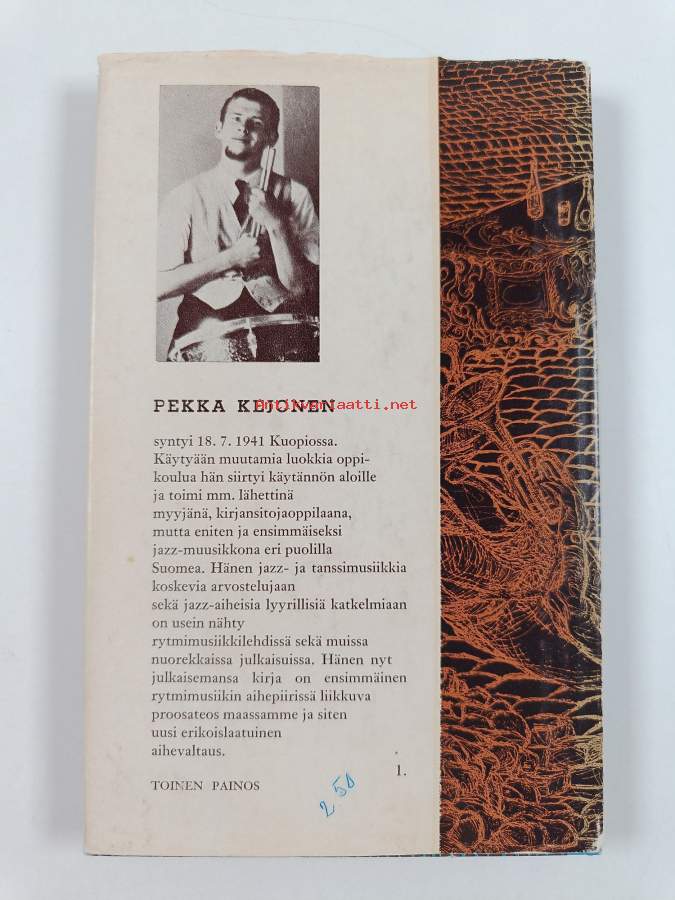 PEKKA KEJONEN
Antikvariaatti.net
syntyi 18. 7. 1941 Kuopiossa.
Käytyään muutamia luokkia oppi-
koulua hän siirtyi käytännön aloille
ja toimi mm. lähettinä
myyjänä, kirjansitojaoppilaana,
mutta eniten ja ensimmäiseksi
jazz-muusikkona eri puolilla
Suomea. Hänen jazz- ja tanssimusiikkia
koskevia arvostelujaan
sekä jazz-aiheisia lyyrillisiä katkelmiaan
on usein nähty
rytmimusiikkilehdissä sekä muissa
nuorekkaissa julkaisuissa. Hänen nyt
julkaisemansa kirja on ensimmäinen
rytmimusiikin aihepiirissä liikkuva
proosateos maassamme ja siten
uusi erikoislaatuinen
aihevaltaus.
1.
TOINEN PAINOS
2 50